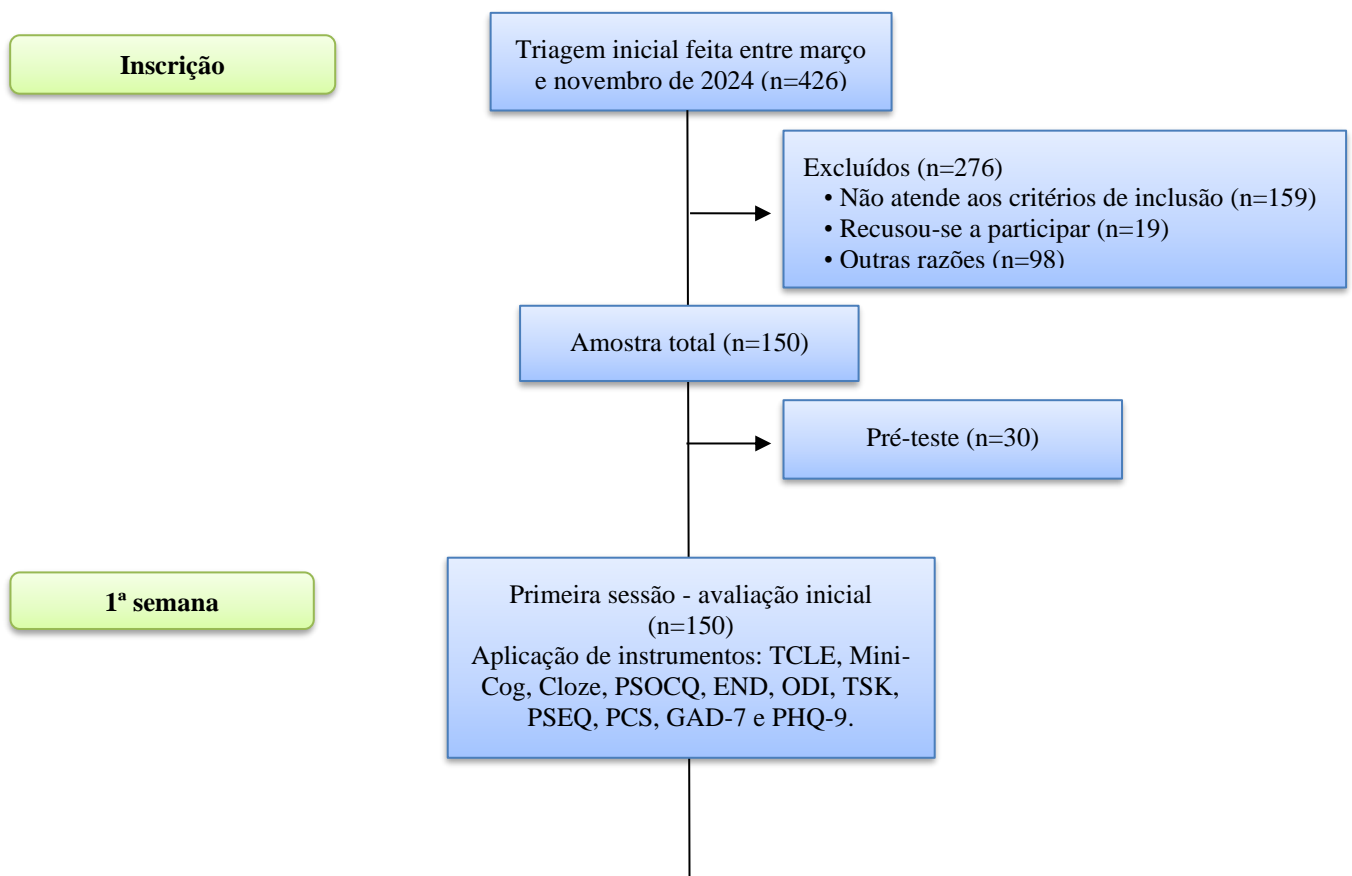 Inscrição
Triagem inicial feita entre março
e novembro de 2024 (n=426)
Excluídos (n=276)
• Não atende aos critérios de inclusão (n=159)
• Recusou-se a participar (n=19)
• Outras razões (n=98)
Amostra total (n=150)
Pré-teste (n=30)
1ª semana
Primeira sessão - avaliação inicial
(n=150)
Aplicação de instrumentos: TCLE, Mini-
Cog, Cloze, PSOCQ, END, ODI, TSK,
PSEQ, PCS, GAD-7 e PHQ-9.